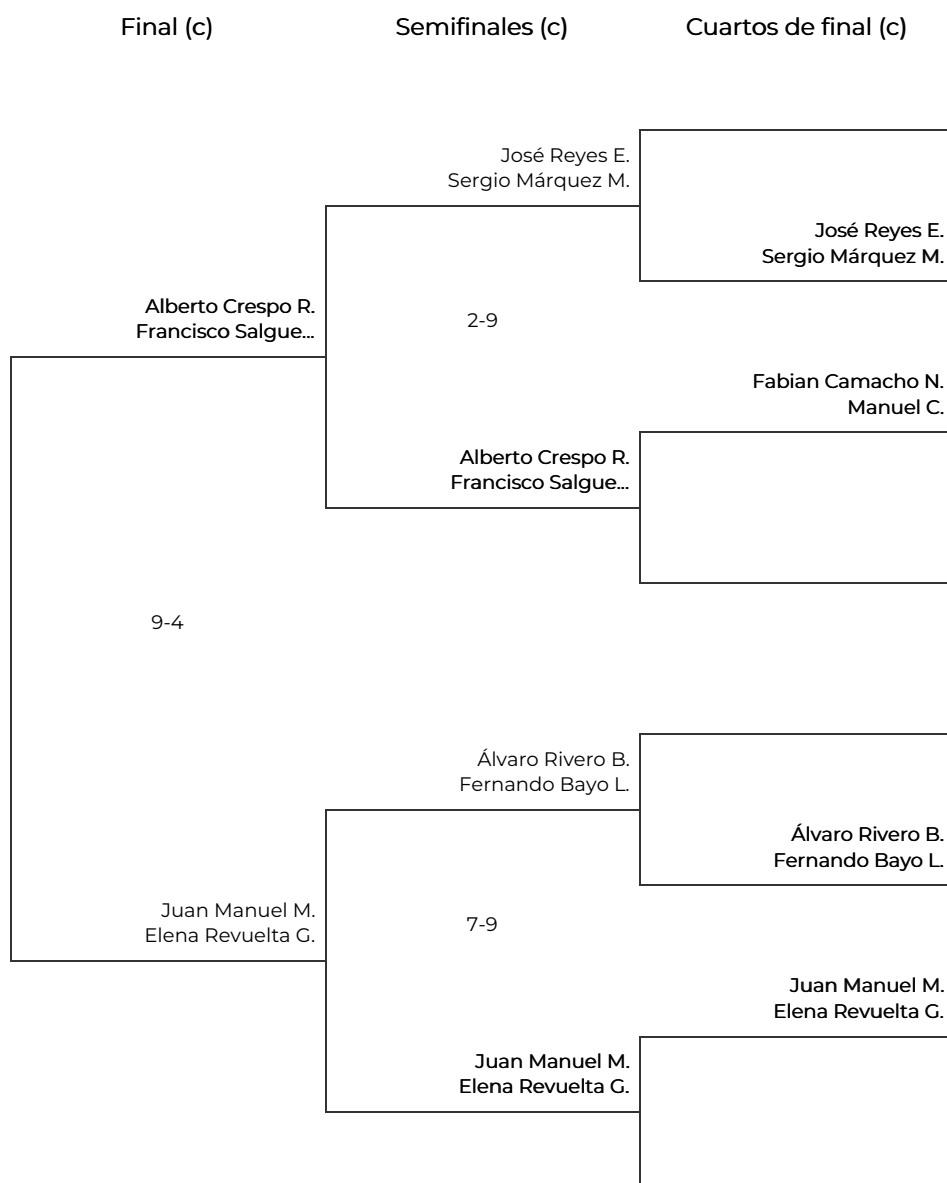 Final (c)
Semifinales (c)
Cuartos de final (c)
José Reyes E.
Sergio Márquez M.
José Reyes E.
Sergio Márquez M.
Alberto Crespo R.
Francisco Salgue...
2-9
Fabian Camacho N.
Manuel C.
Alberto Crespo R.
Francisco Salgue...
9-4
Álvaro Rivero B.
Fernando Bayo L.
Álvaro Rivero B.
Fernando Bayo L.
Juan Manuel M.
Elena Revuelta G.
7-9
Juan Manuel M.
Elena Revuelta G.
Juan Manuel M.
Elena Revuelta G.